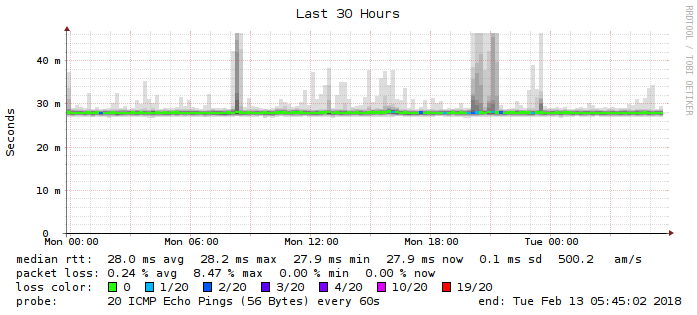 Last 30 Hours
RRDTOOL / TOBI OETIKER
Seconds
40 m
30 m
20 m
10 m
0
Mon 00:00 Mon 06:00 Mon 12:00 Mon 18:00 Tue 00:00
median rtt: 28.0 ms avg 28.2 ms max 27.9 ms min 27.9 ms now 0.1 ms sd 500.2 am/s
packet loss: 0.24 % avg 8.47 % max 0.00 % min 0.00 % now
loss color: 0 1/20 2/20 3/20 4/20 10/20 19/20
probe: 20 ICMP Echo Pings (56 Bytes) every 60s end: Tue Feb 13 05:45:02 2018